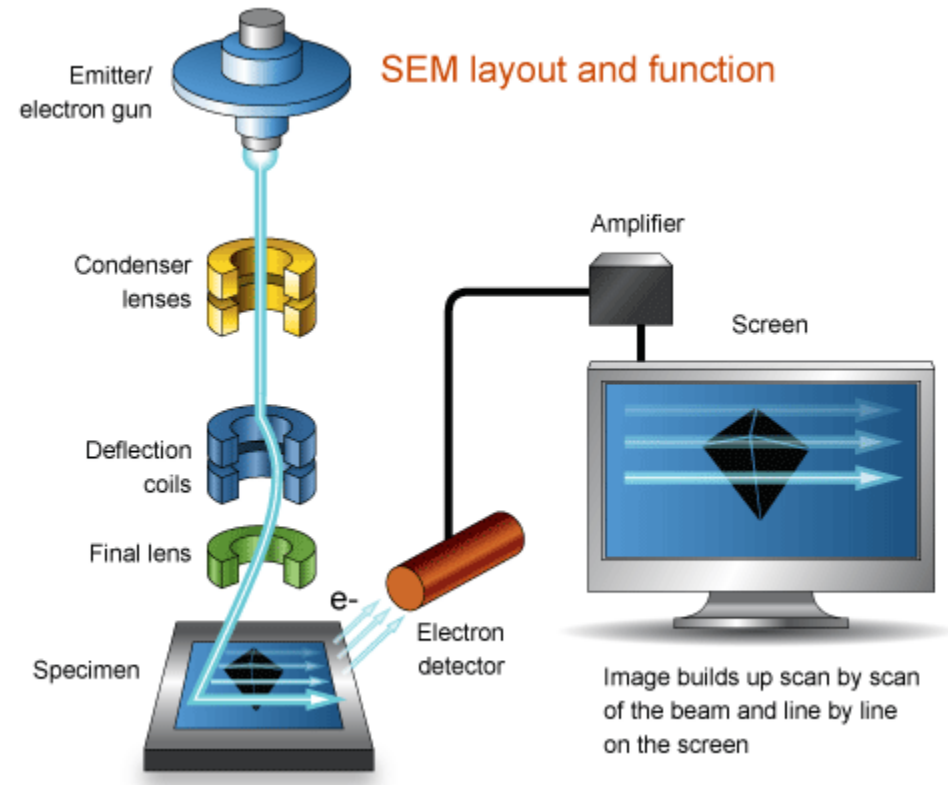 SEM layout and function
Emitter/
electron gun
Condenser
lenses
Amplifier
Screen
Deflection
coils
Final lens
e-
Electron
detector
Specimen
Image builds up scan by scan
of the beam and line by line
on the screen